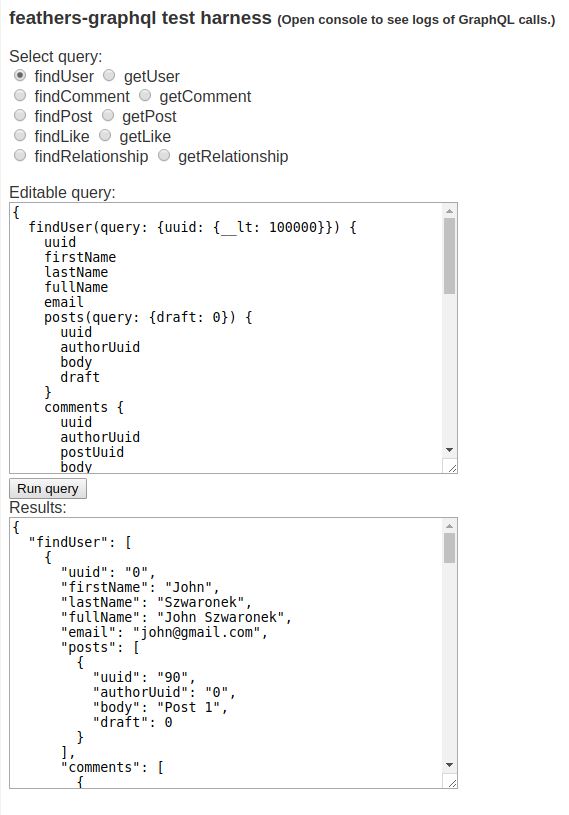 feathers-graphql test harness (Open console to see logs of GraphQL calls.)
Select query:
findUser getUser
findComment getComment
findPost getPost
findLike getLike
findRelationship getRelationship
Editable query:
{
  findUser(query: {uuid: {__lt: 100000}}) {
    uuid
    firstName
    lastName
    fullName
    email
    posts(query: {draft: 0}) {
      uuid
      authorUuid
      body
      draft
    }
    comments {
      uuid
      authorUuid
      postUuid
      body
Run query
Results:
{
  "findUser": [
    {
      "uuid": "0",
      "firstName": "John",
      "lastName": "Szwaronek",
      "fullName": "John Szwaronek",
      "email": "john@gmail.com",
      "posts": [
        {
          "uuid": "90",
          "authorUuid": "0",
          "body": "Post 1",
          "draft": 0
        }
      ],
      "comments": [
        {